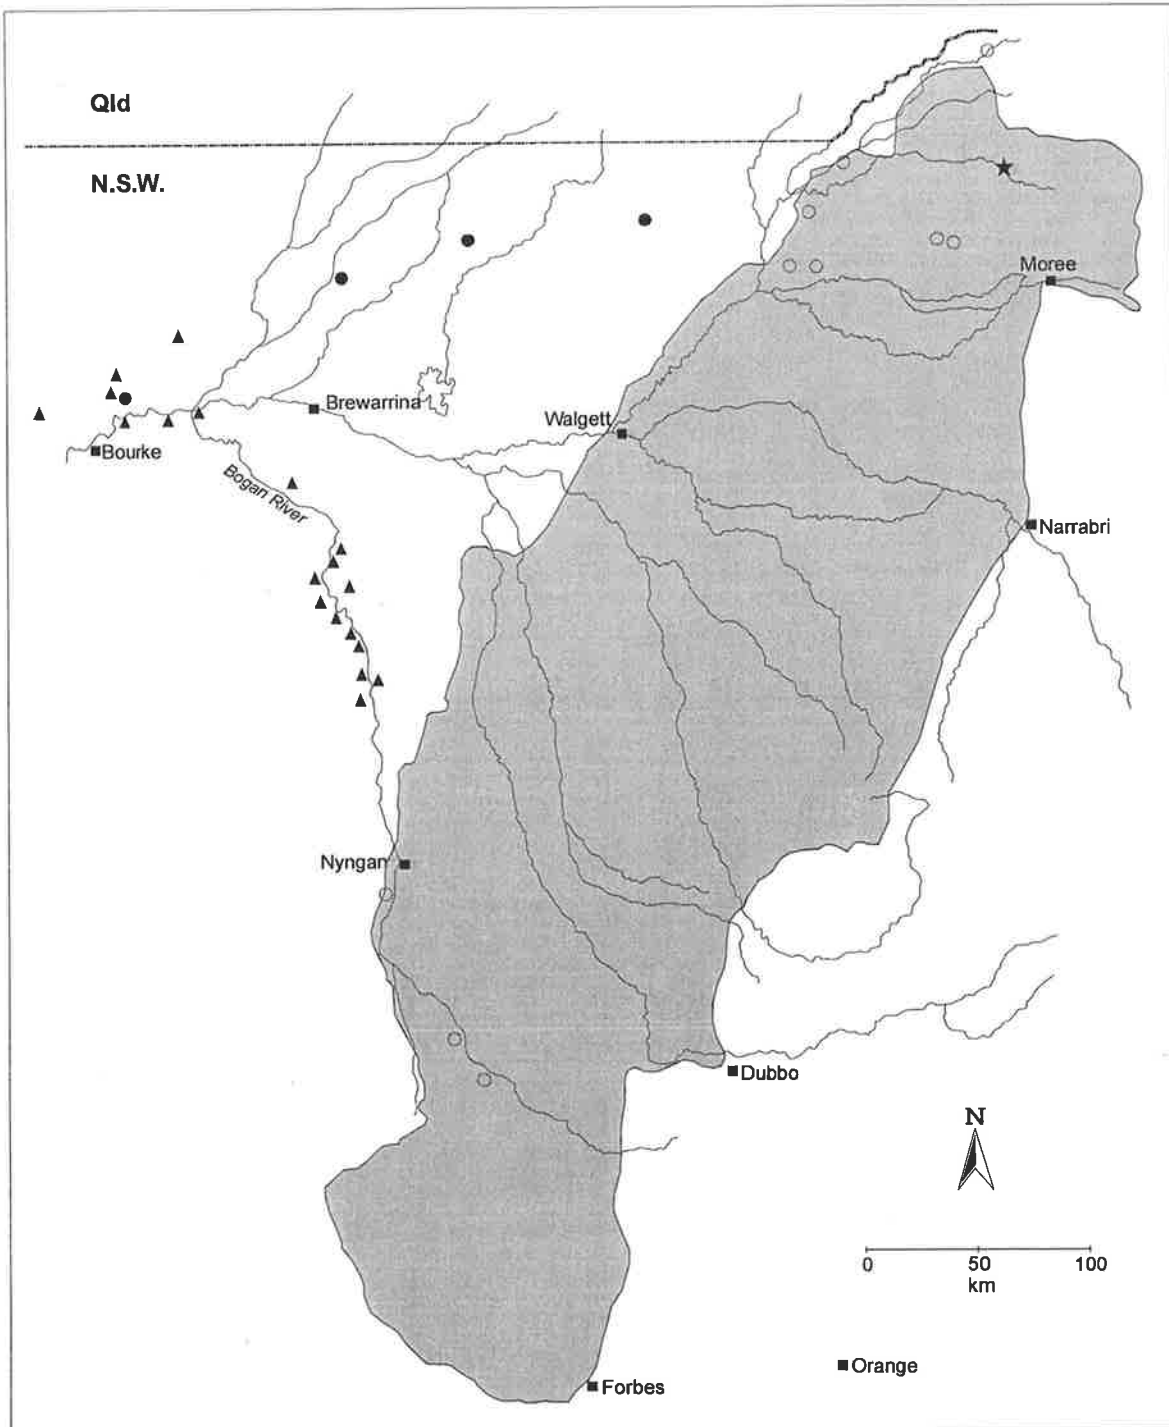 Qld
N.S.W.
Moree
Brewarrina
Walgett
Bourke
Bogan River
Narrabri
Nyngan
Dubbo
N
0 50 100
km
Orange
Forbes